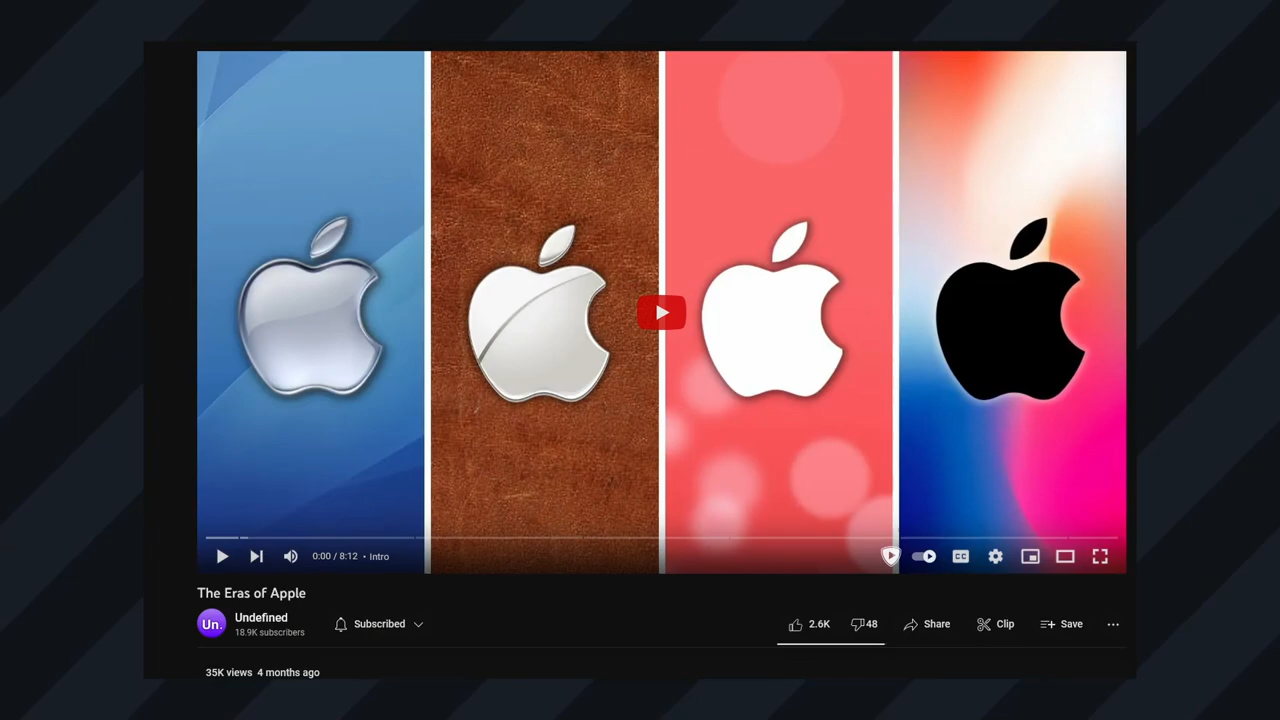 0:00 / 8:12 • Intro
CC
The Eras of Apple
Un.
Undefined
18.9K subscribers
Subscribed
2.6K
48
Share
Clip
Save
35K views 4 months ago